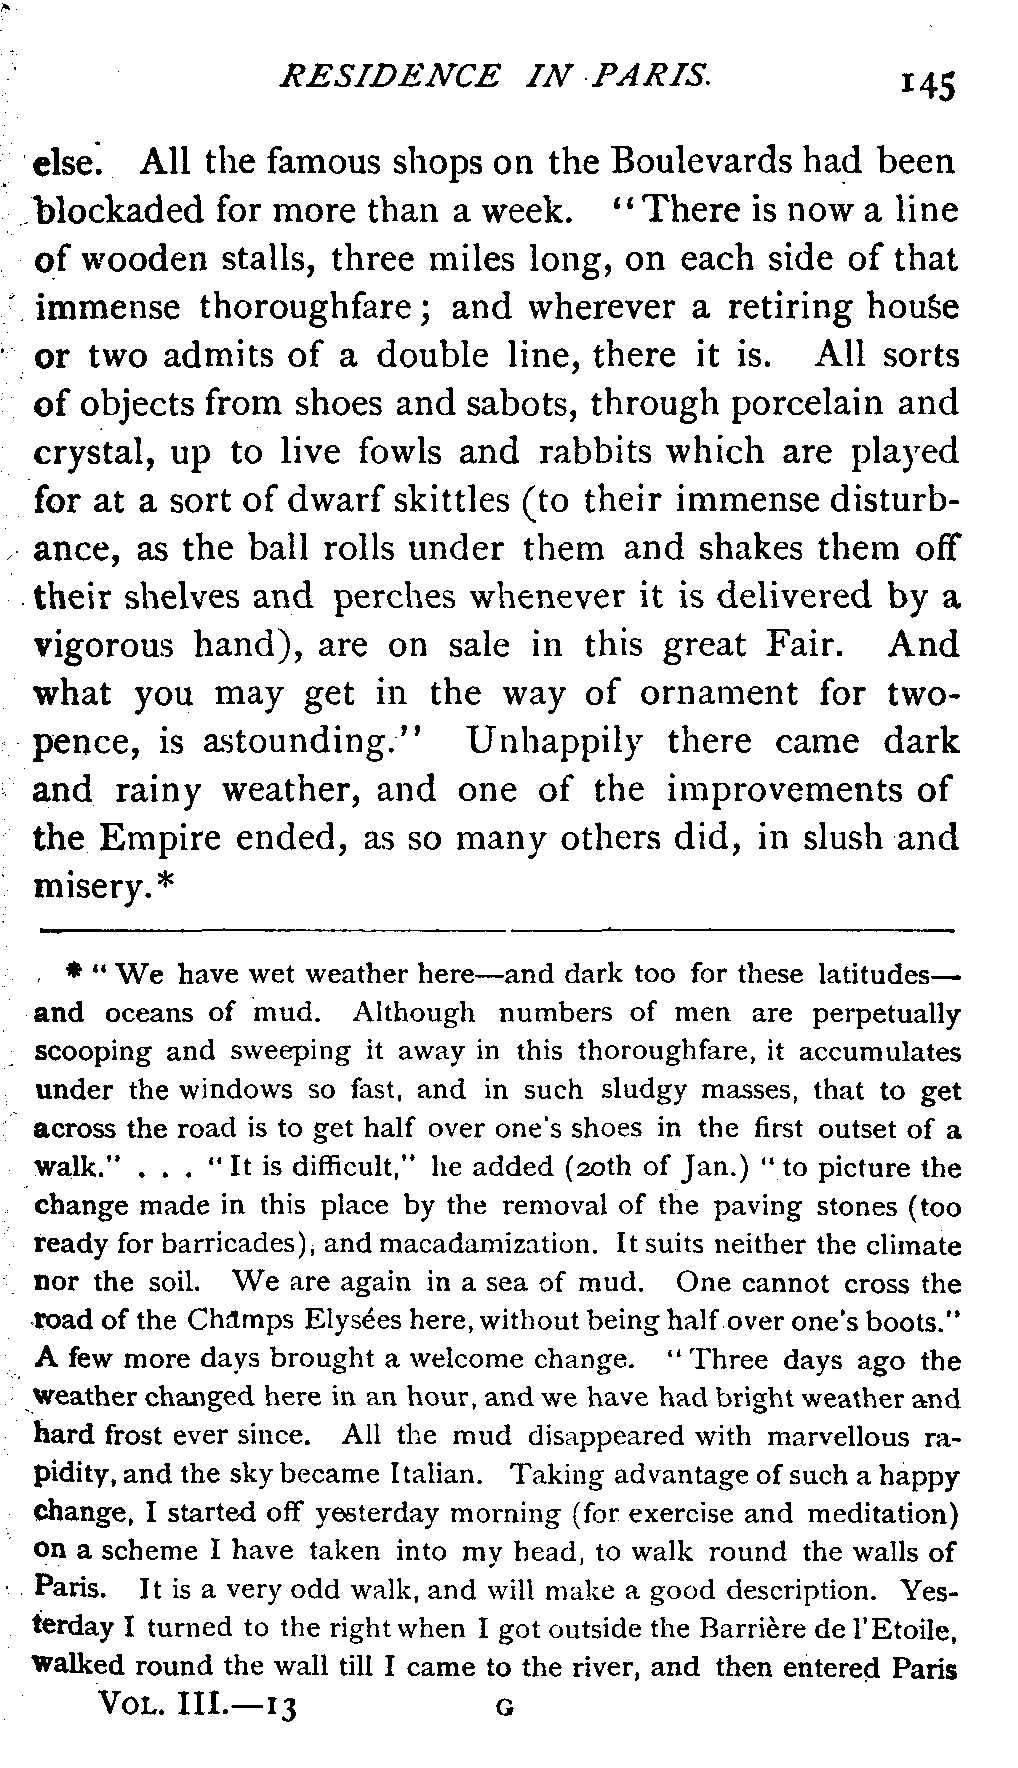 RESIDENCE IN PARIS. 145
else. All the famous shops on the Boulevards had been
blockaded for more than a week. "There is now a line
of wooden stalls, three miles long, on each side of that
immense thoroughfare; and wherever a retiring house
or two admits of a double line, there it is. All sorts
of objects from shoes and sabots, through porcelain and
crystal, up to live fowls and rabbits which are played
for at a sort of dwarf skittles (to their immense disturb-
ance, as the ball rolls under them and shakes them off
their shelves and perches whenever it is delivered by a
vigorous hand), are on sale in this great Fair. And
what you may get in the way of ornament for two-
pence, is astounding." Unhappily there came dark
and rainy weather, and one of the improvements of
the Empire ended, as so many others did, in slush and
misery.*
* "We have wet weather here—and dark too for these latitudes—
and oceans of mud. Although numbers of men are perpetually
scooping and sweeping it away in this thoroughfare, it accumulates
under the windows so fast, and in such sludgy masses, that to get
across the road is to get half over one's shoes in the first outset of a
walk." . . . "It is difficult," he added (20th of Jan.) "to picture the
change made in this place by the removal of the paving stones (too
ready for barricades), and macadamization. It suits neither the climate
nor the soil. We are again in a sea of mud. One cannot cross the
road of the Champs Elysées here, without being half over one's boots."
A few more days brought a welcome change. "Three days ago the
weather changed here in an hour, and we have had bright weather and
hard frost ever since. All the mud disappeared with marvellous ra-
pidity, and the sky became Italian. Taking advantage of such a happy
change, I started off yesterday morning (for exercise and meditation)
on a scheme I have taken into my head, to walk round the walls of
Paris. It is a very odd walk, and will make a good description. Yes-
terday I turned to the right when I got outside the Barrière de l'Etoile,
walked round the wall till I came to the river, and then entered Paris
VOL. III.—13 G